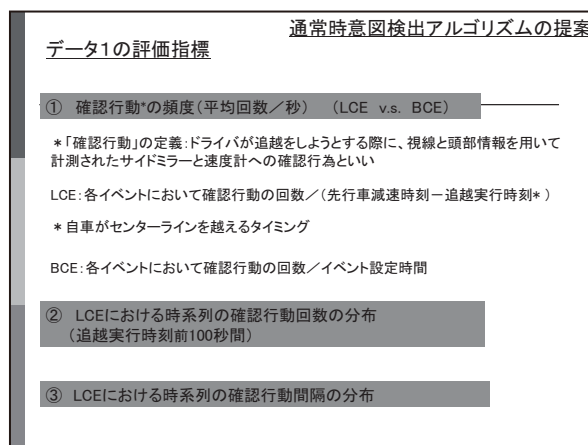 通常時意図検出アルゴリズムの提案
データ1の評価指標
① 確認行動*の頻度(平均回数/秒) (LCE v.s. BCE)
*「確認行動」の定義:ドライバが追越をしようとする際に、視線と頭部情報を用いて
計測されたサイドミラーと速度計への確認行為といい
LCE:各イベントにおいて確認行動の回数/(先行車減速時刻-追越実行時刻*)
*自車がセンターラインを越えるタイミング
BCE:各イベントにおいて確認行動の回数/イベント設定時間
② LCEにおける時系列の確認行動回数の分布
(追越実行時刻前100秒間)
③ LCEにおける時系列の確認行動間隔の分布